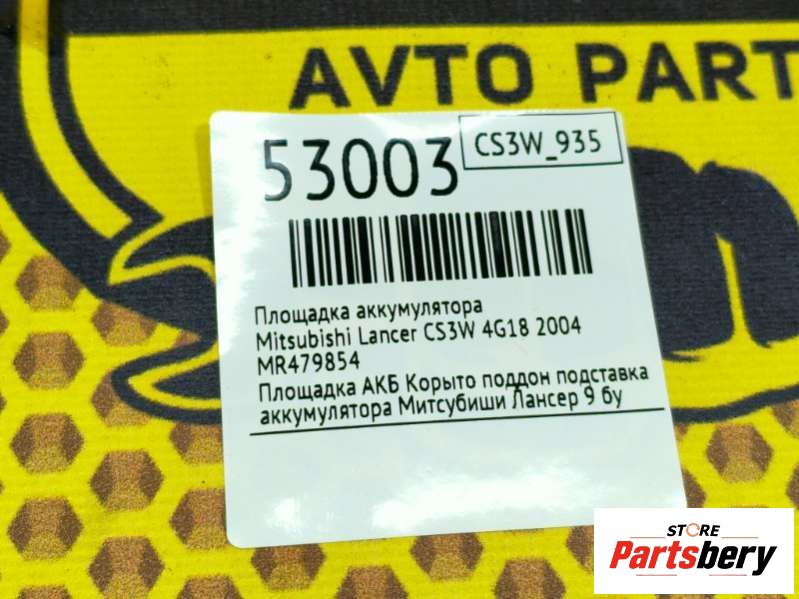 AVTO PART
53003
CS3W_935
Площадка аккумулятора
Mitsubishi Lancer CS3W 4G18 2004
MR479854
Площадка АКБ Корыто поддон подставка
аккумулятора Митсубиши Лансер 9 бу
STORE
Partsbery